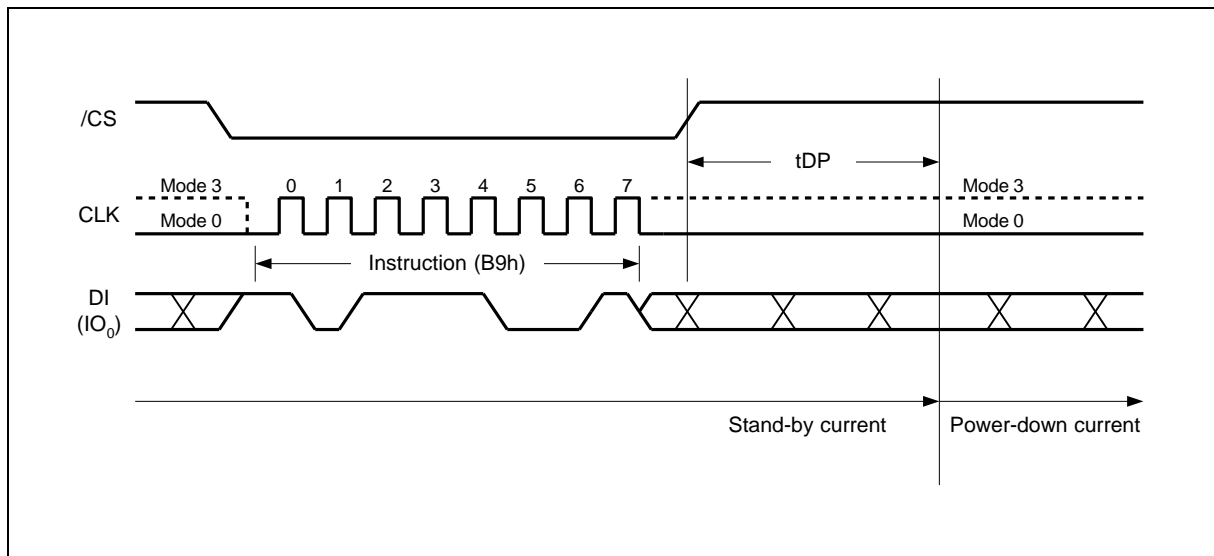 /CS
tDP
Mode 3 0 1 2 3 4 5 6 7 Mode 3
CLK
Mode 0 Mode 0
Instruction (B9h)
DI
(IO₀)
Stand-by current Power-down current